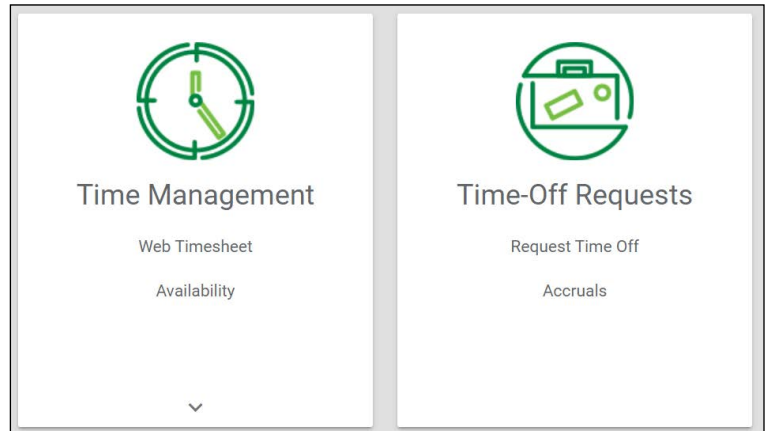 Time Management
Web Timesheet
Availability
Time-Off Requests
Request Time Off
Accruals